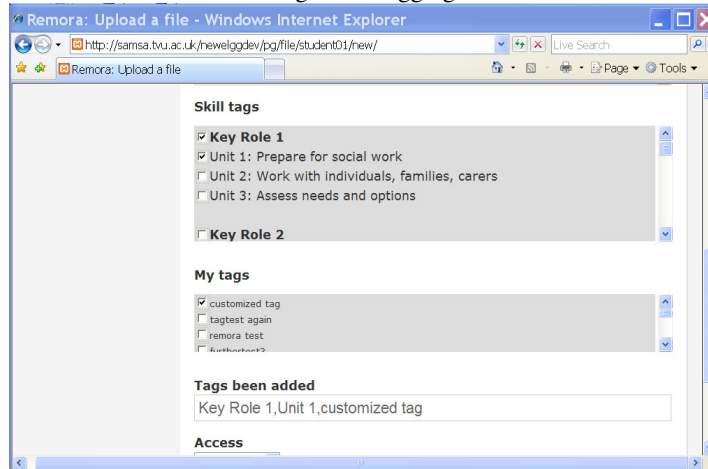 Remora: Upload a file - Windows Internet Explorer
http://samsa.tvu.ac.uk/newelggdev/pg/file/student01/new/
Live Search
Remora: Upload a file
Page
Tools
Skill tags
Key Role 1
Unit 1: Prepare for social work
Unit 2: Work with individuals, families, carers
Unit 3: Assess needs and options
Key Role 2
My tags
customized tag
tagtest again
remora test
furthertest2
Tags been added
Key Role 1,Unit 1,customized tag
Access